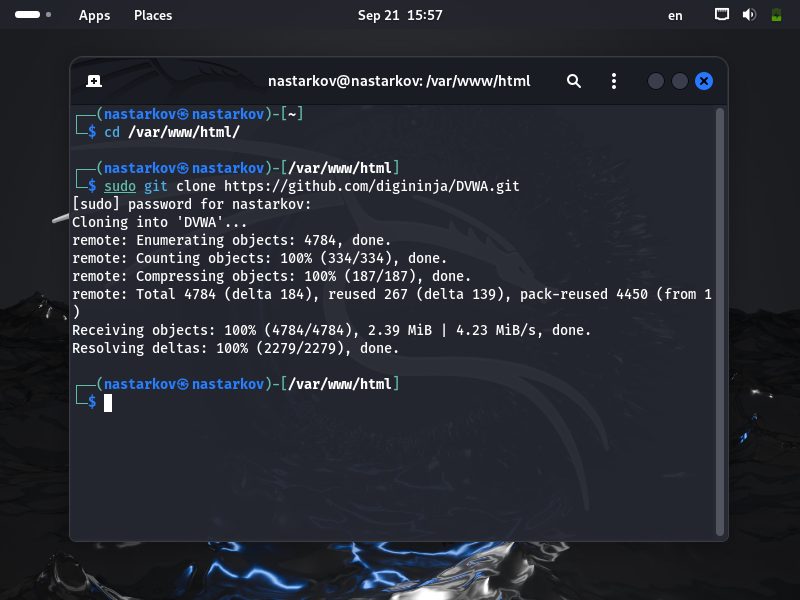 Apps Places Sep 21 15:57 en
nastarkov@nastarkov: /var/www/html
┌──(nastarkov㉿nastarkov)-[~]
└─$ cd /var/www/html/
┌──(nastarkov㉿nastarkov)-[/var/www/html]
└─$ sudo git clone https://github.com/digininja/DVWA.git
[sudo] password for nastarkov:
Cloning into 'DVWA'...
remote: Enumerating objects: 4784, done.
remote: Counting objects: 100% (334/334), done.
remote: Compressing objects: 100% (187/187), done.
remote: Total 4784 (delta 184), reused 267 (delta 139), pack-reused 4450 (from 1
)
Receiving objects: 100% (4784/4784), 2.39 MiB | 4.23 MiB/s, done.
Resolving deltas: 100% (2279/2279), done.
┌──(nastarkov㉿nastarkov)-[/var/www/html]
└─$